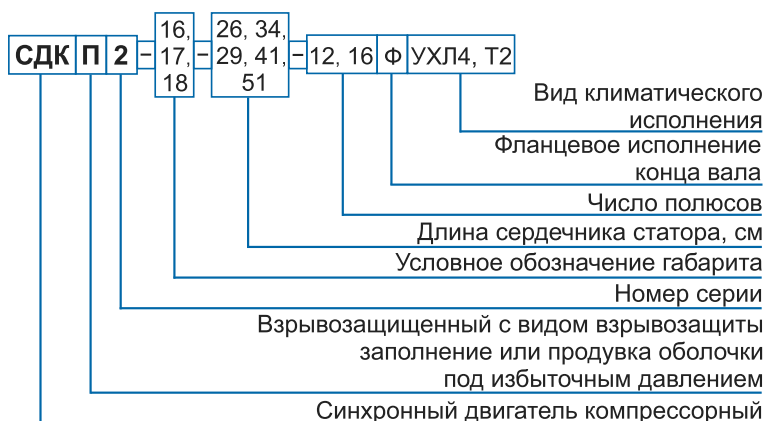 16, 26, 34,
СДК П 2 – 17, – 29, 41, – 12, 16 Ф УХЛ4, Т2
18 51
Вид климатического
исполнения
Фланцевое исполнение
конца вала
Число полюсов
Длина сердечника статора, см
Условное обозначение габарита
Номер серии
Взрывозащищенный с видом взрывозащиты
заполнение или продувка оболочки
под избыточным давлением
Синхронный двигатель компрессорный